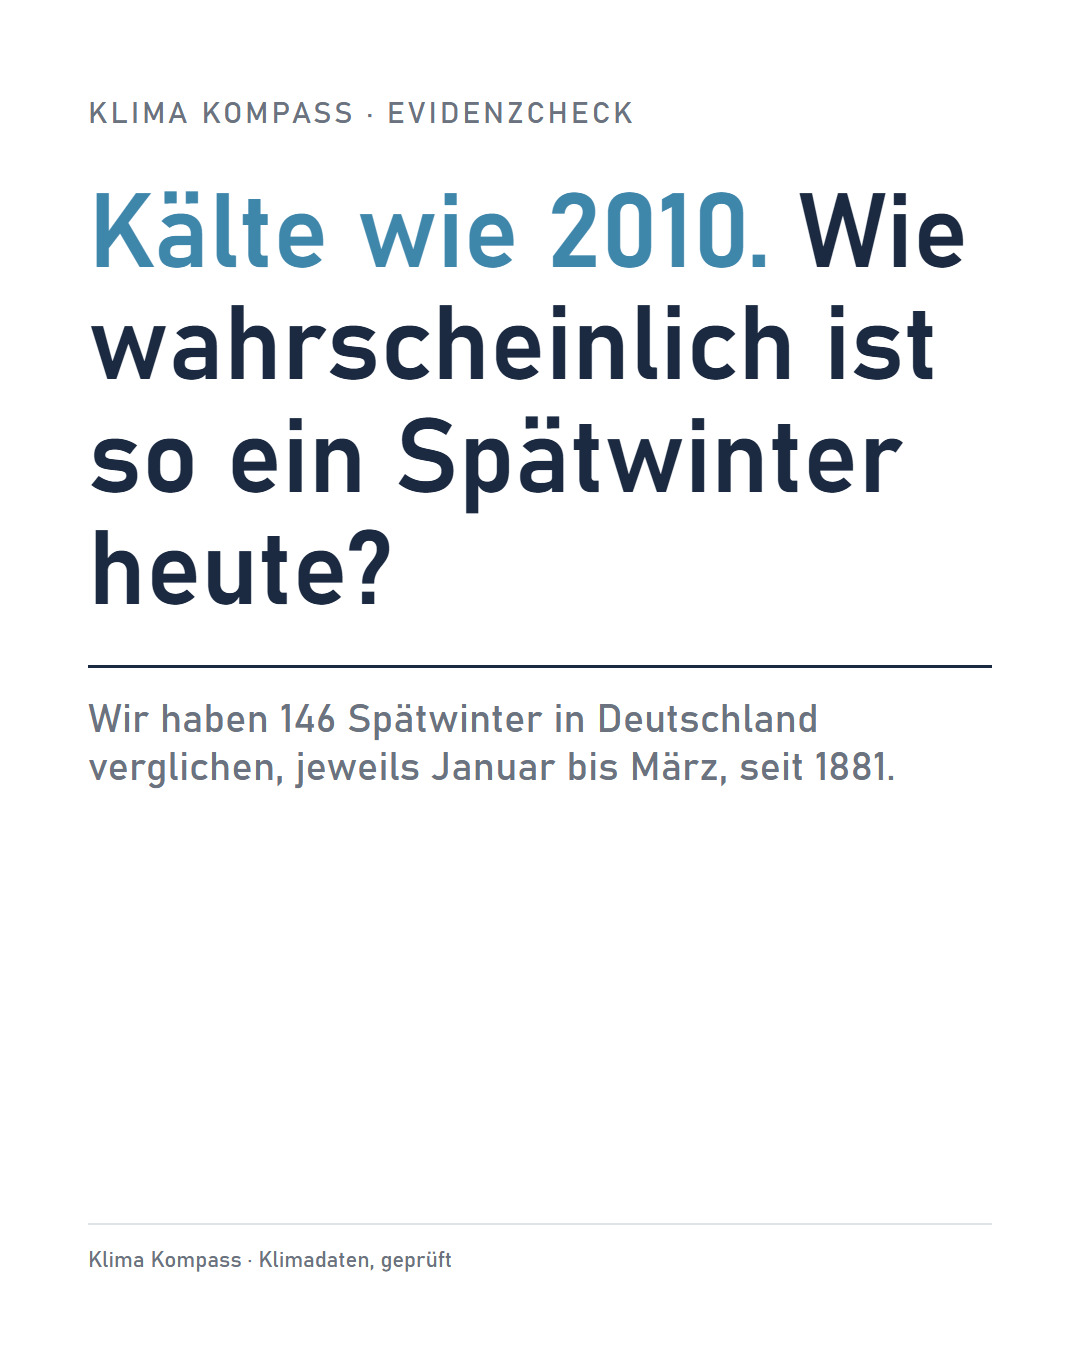 KLIMA KOMPASS · EVIDENZCHECK
Kälte wie 2010. Wie
wahrscheinlich ist
so ein Spätwinter
heute?
Wir haben 146 Spätwinter in Deutschland
verglichen, jeweils Januar bis März, seit 1881.
Klima Kompass · Klimadaten, geprüft